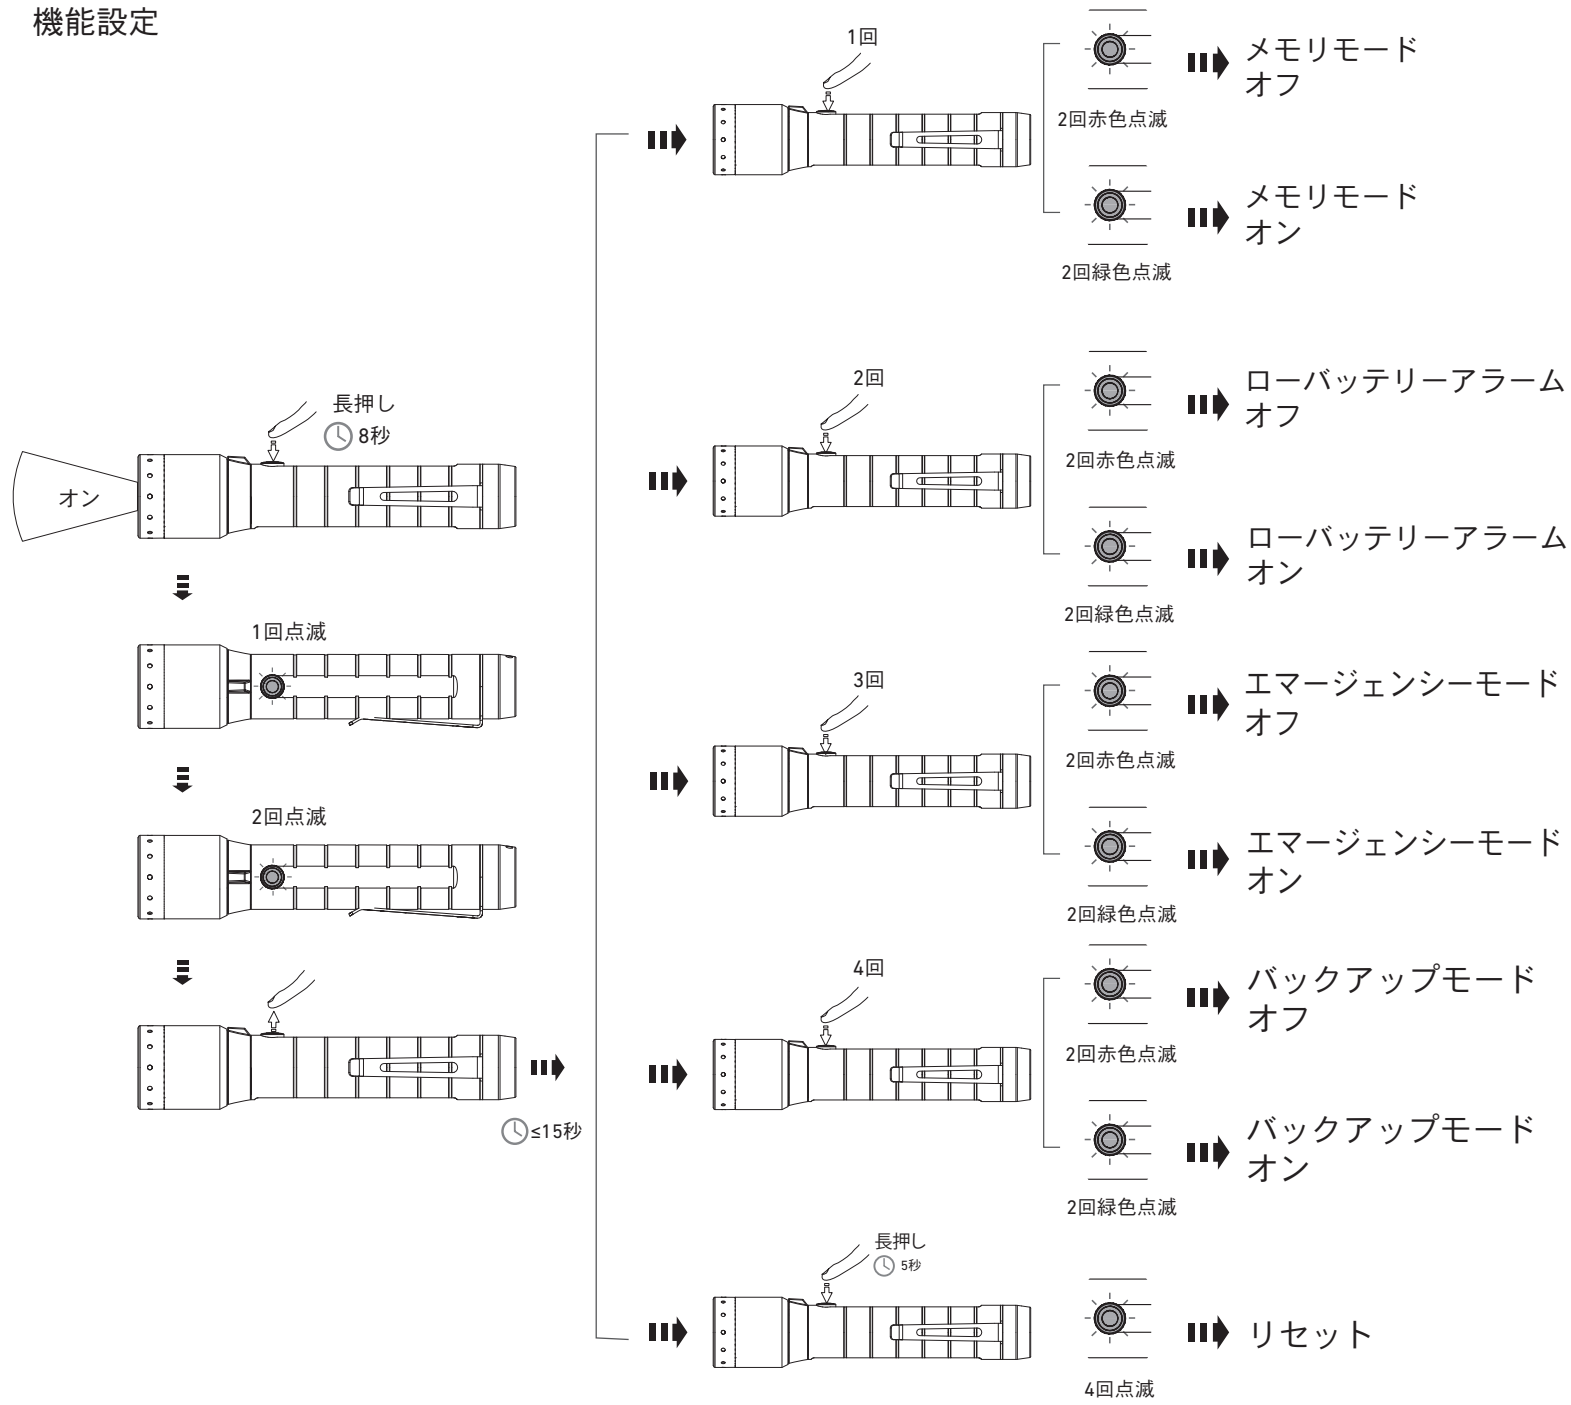 機能設定
オン
長押し
8秒
1回点滅
2回点滅
≤15秒
1回
2回赤色点滅
メモリモード
オフ
2回緑色点滅
メモリモード
オン
2回
2回赤色点滅
ローバッテリーアラーム
オフ
2回緑色点滅
ローバッテリーアラーム
オン
3回
2回赤色点滅
エマージェンシーモード
オフ
2回緑色点滅
エマージェンシーモード
オン
4回
2回赤色点滅
バックアップモード
オフ
2回緑色点滅
バックアップモード
オン
長押し
5秒
4回点滅
リセット